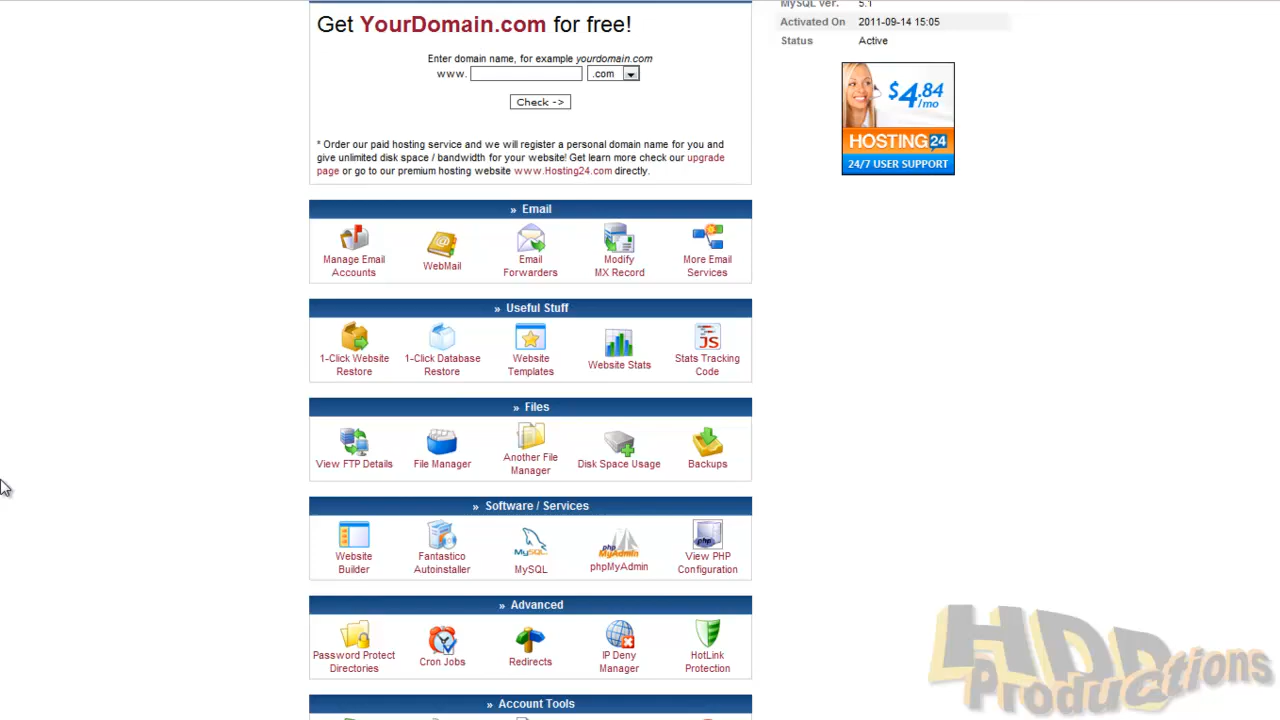 MySQL ver. 5.1
Get YourDomain.com for free!
Activated On 2011-09-14 15:05
Status Active
Enter domain name, for example yourdomain.com
www. .com
Check ->
$4.84
/mo
HOSTING 24
24/7 USER SUPPORT
* Order our paid hosting service and we will register a personal domain name for you and
give unlimited disk space / bandwidth for your website! Get learn more check our upgrade
page or go to our premium hosting website www.Hosting24.com directly.
» Email
Manage Email
Accounts
WebMail
Email
Forwarders
Modify
MX Record
More Email
Services
» Useful Stuff
1-Click Website
Restore
1-Click Database
Restore
Website
Templates
Website Stats
JS
Stats Tracking
Code
» Files
View FTP Details
File Manager
Another File
Manager
Disk Space Usage
Backups
» Software / Services
Website
Builder
Fantastico
Autoinstaller
MySQL
MySQL
php
MyAdmin
phpMyAdmin
php
View PHP
Configuration
» Advanced
Password Protect
Directories
Cron Jobs
Redirects
IP Deny
Manager
HotLink
Protection
» Account Tools
HDD
Productions